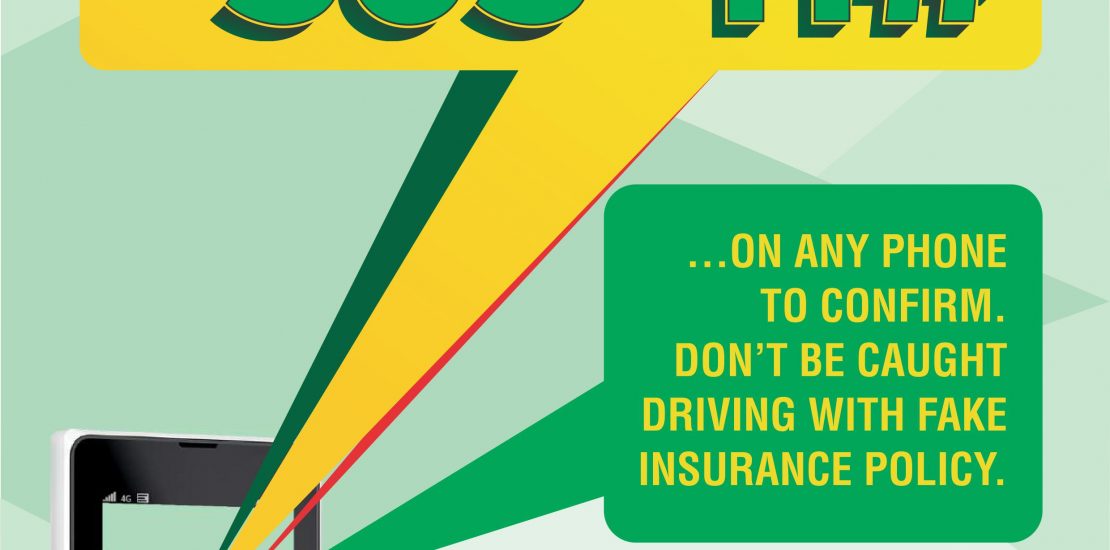 ...ON ANY PHONE
TO CONFIRM.
DON'T BE CAUGHT
DRIVING WITH FAKE
INSURANCE POLICY.
4G